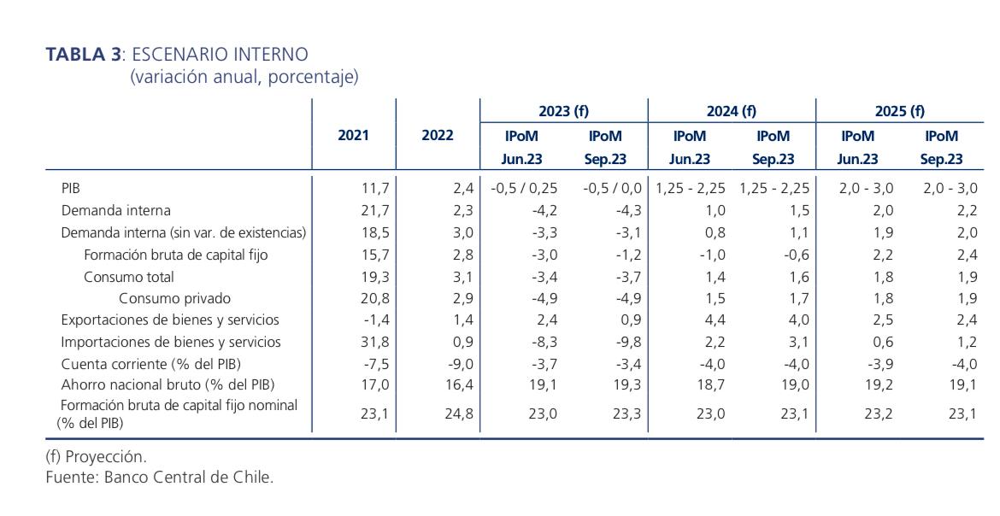 TABLA 3: ESCENARIO INTERNO
(variación anual, porcentaje)
2021 2022 2023 (f) 2024 (f) 2025 (f)
IPoM IPoM IPoM IPoM IPoM IPoM
Jun.23 Sep.23 Jun.23 Sep.23 Jun.23 Sep.23
PIB 11,7 2,4 -0,5 / 0,25 -0,5 / 0,0 1,25 - 2,25 1,25 - 2,25 2,0 - 3,0 2,0 - 3,0
Demanda interna 21,7 2,3 -4,2 -4,3 1,0 1,5 2,0 2,2
Demanda interna (sin var. de existencias) 18,5 3,0 -3,3 -3,1 0,8 1,1 1,9 2,0
Formación bruta de capital fijo 15,7 2,8 -3,0 -1,2 -1,0 -0,6 2,2 2,4
Consumo total 19,3 3,1 -3,4 -3,7 1,4 1,6 1,8 1,9
Consumo privado 20,8 2,9 -4,9 -4,9 1,5 1,7 1,8 1,9
Exportaciones de bienes y servicios -1,4 1,4 2,4 0,9 4,4 4,0 2,5 2,4
Importaciones de bienes y servicios 31,8 0,9 -8,3 -9,8 2,2 3,1 0,6 1,2
Cuenta corriente (% del PIB) -7,5 -9,0 -3,7 -3,4 -4,0 -4,0 -3,9 -4,0
Ahorro nacional bruto (% del PIB) 17,0 16,4 19,1 19,3 18,7 19,0 19,2 19,1
Formación bruta de capital fijo nominal
(% del PIB) 23,1 24,8 23,0 23,3 23,0 23,1 23,2 23,1
(f) Proyección.
Fuente: Banco Central de Chile.